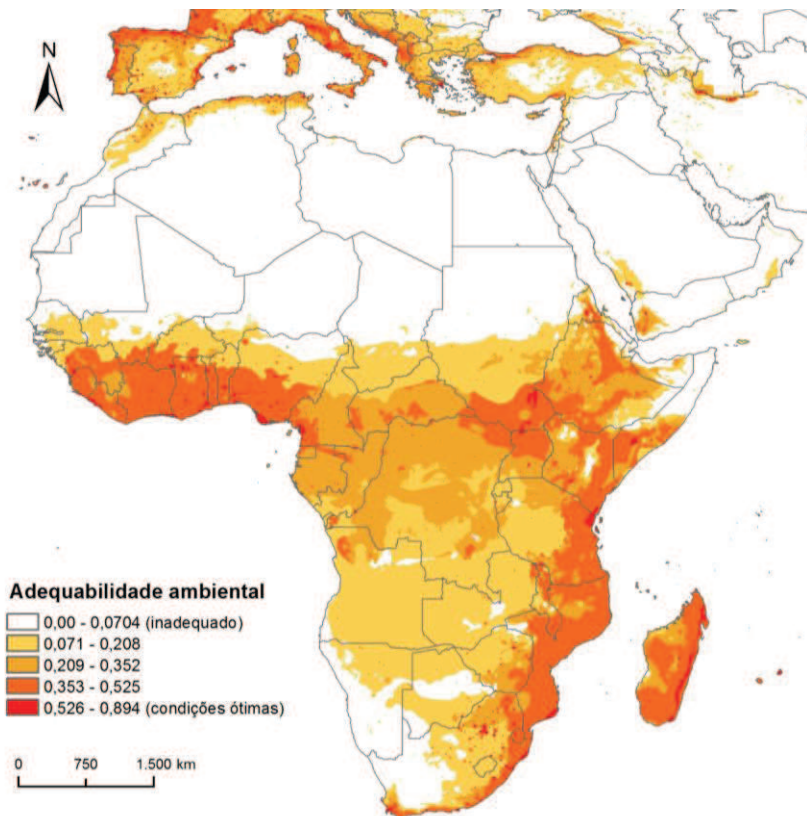 N
Adequabilidade ambiental
0,00 - 0,0704 (inadequado)
0,071 - 0,208
0,209 - 0,352
0,353 - 0,525
0,526 - 0,894 (condições ótimas)
0 750 1.500 km